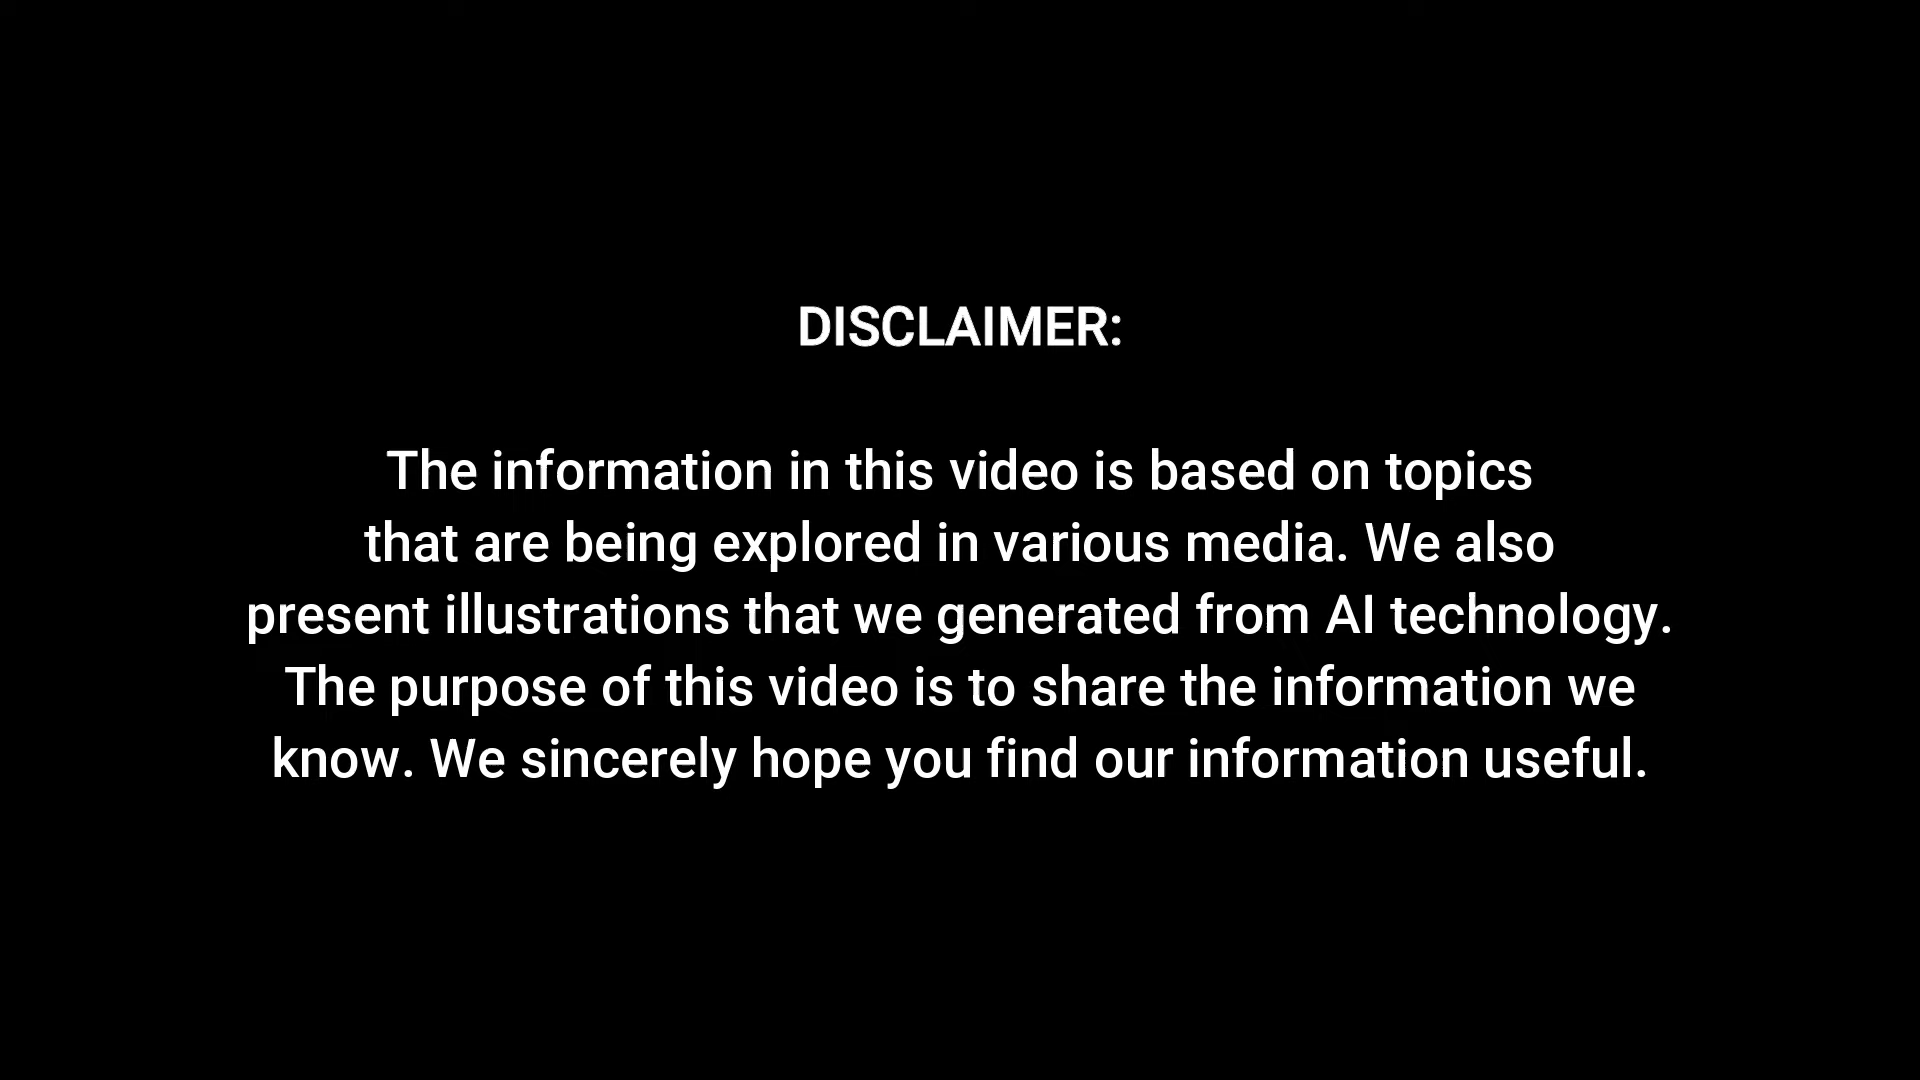 DISCLAIMER:
The information in this video is based on topics
that are being explored in various media. We also
present illustrations that we generated from AI technology.
The purpose of this video is to share the information we
know. We sincerely hope you find our information useful.